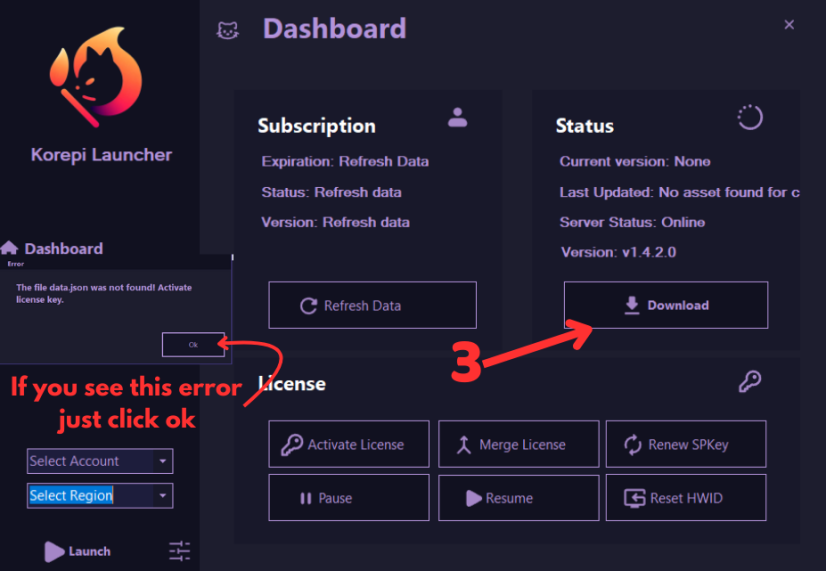 Dashboard
Korepi Launcher
Dashboard
Error
The file data.json was not found! Activate
license key.
Ok
If you see this error
just click ok
Select Account
Select Region
Launch
Subscription
Expiration: Refresh Data
Status: Refresh data
Version: Refresh data
Refresh Data
Status
Current version: None
Last Updated: No asset found for c
Server Status: Online
Version: v1.4.2.0
Download
3
License
Activate License
Merge License
Renew SPKey
Pause
Resume
Reset HWID